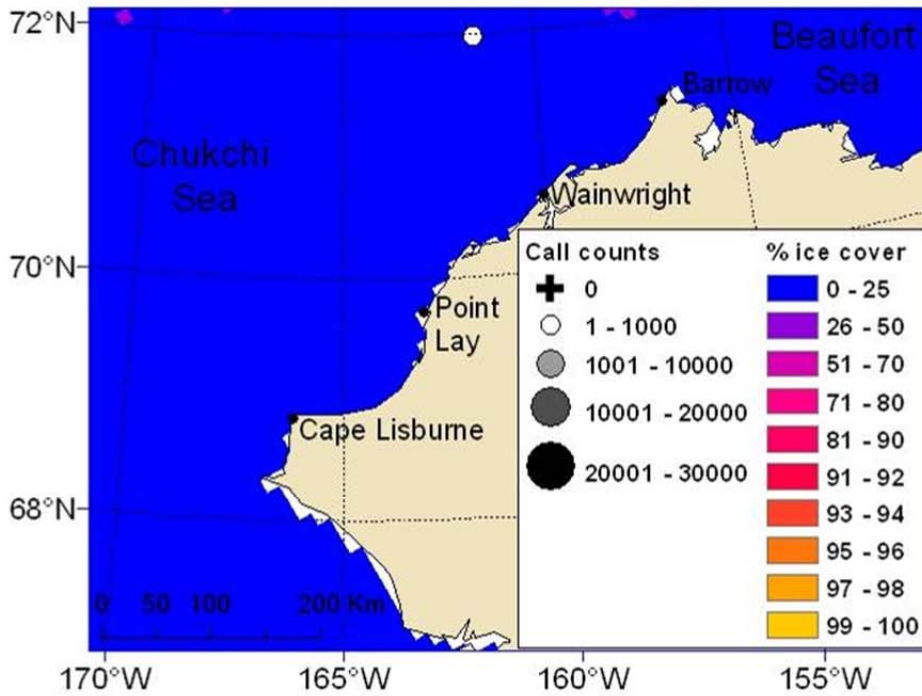 72°N
Beaufort
Sea
Barrow
Chukchi
Sea
Wainwright
70°N
Point
Lay
Cape Lisburne
68°N
0 50 100 200 Km
170°W 165°W 160°W 155°W
Call counts
0
1 - 1000
1001 - 10000
10001 - 20000
20001 - 30000
% ice cover
0 - 25
26 - 50
51 - 70
71 - 80
81 - 90
91 - 92
93 - 94
95 - 96
97 - 98
99 - 100